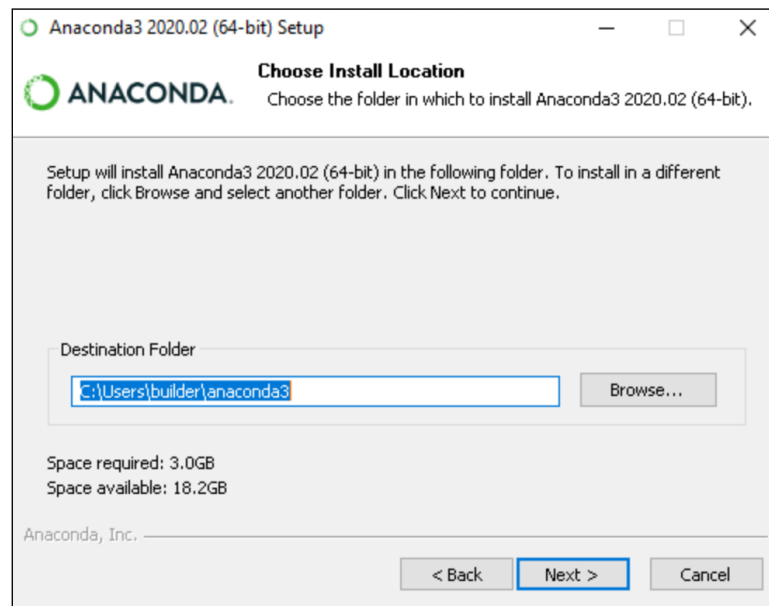 Anaconda3 2020.02 (64-bit) Setup
ANACONDA.
Choose Install Location
Choose the folder in which to install Anaconda3 2020.02 (64-bit).
Setup will install Anaconda3 2020.02 (64-bit) in the following folder. To install in a different
folder, click Browse and select another folder. Click Next to continue.
Destination Folder
C:\Users\builder\anaconda3
Browse...
Space required: 3.0GB
Space available: 18.2GB
Anaconda, Inc.
< Back
Next >
Cancel